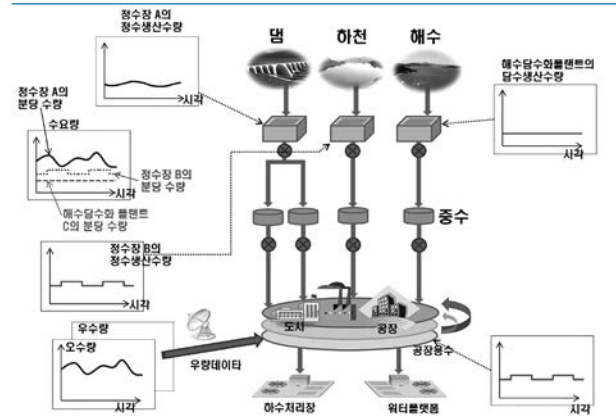 정수장 A의
정수생산수량
시각
댐
하천
해수
해수담수화플랜트의
담수생산수량
시각
정수장 A의
분당 수량
수요량
정수장 B의
분당 수량
시각
해수담수화 플랜트
C의 분당 수량
정수장 B의
정수생산수량
시각
중수
도시
공장
우수량
오수량
시각
우량데이타
공장용수
시각
하수처리장
워터플랫폼